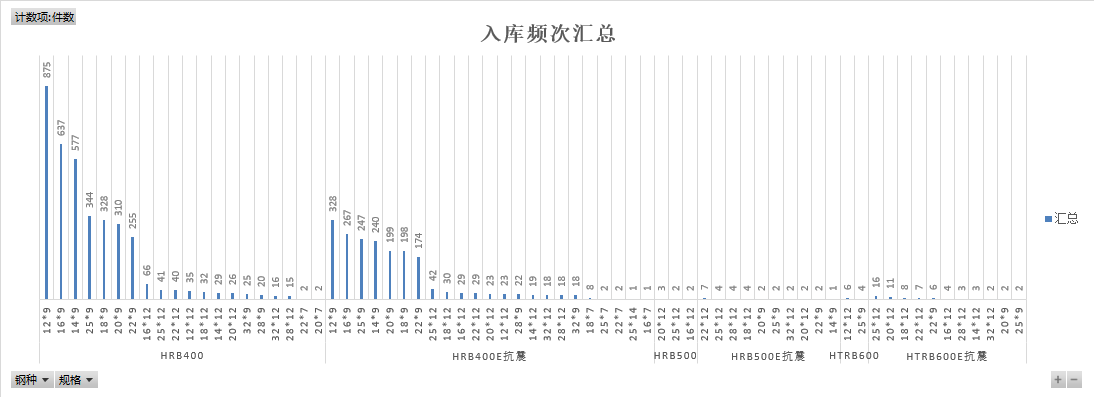 计数项:件数
入库频次汇总
875 637 577 344 328 310 255 66 41 40 35 32 29 26 25 20 16 15 2 2 328 267 247 240 199 198 174 42 30 29 29 23 23 22 19 18 18 18 8 2 2 1 1 3 2 2 7 4 4 4 2 2 2 2 2 1 6 4 16 11 8 7 6 4 3 3 2 2 2
汇总
12*9 16*9 14*9 25*9 18*9 20*9 22*9 16*12 25*12 22*12 12*12 18*12 14*12 20*12 32*9 28*9 32*12 28*12 22*7 20*7 12*9 16*9 25*9 14*9 20*9 18*9 22*9 25*12 18*12 16*12 22*12 20*12 12*12 28*9 14*12 32*12 28*12 32*9 18*7 25*7 22*7 25*14 16*7 20*12 25*12 16*12 22*12 25*12 28*12 18*12 20*9 25*9 32*12 20*12 22*9 14*9 12*12 25*9 25*12 20*12 18*12 22*12 22*9 16*12 28*12 14*12 32*12 20*9 25*9
HRB400 HRB400E抗震 HRB500 HRB500E抗震 HTRB600 HTRB600E抗震
钢种 规格